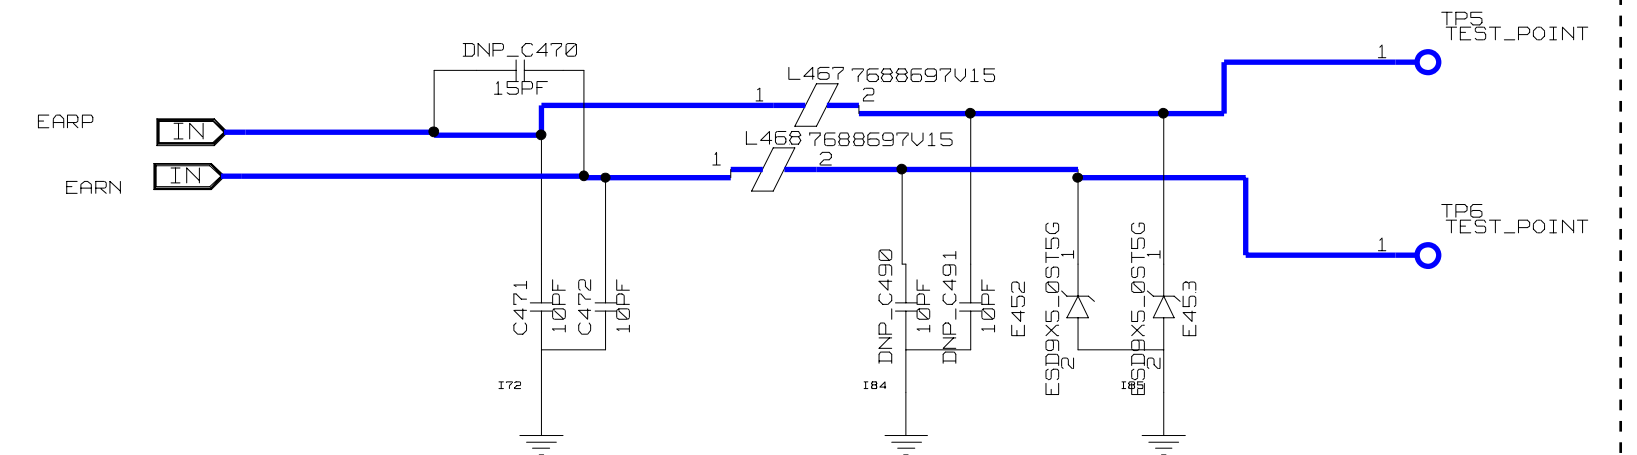 TP5
TEST_POINT
1
DNP_C470
15PF
L467 7688697V15
1
2
EARP
IN
L468 7688697V15
1
2
EARN
IN
TP6
TEST_POINT
1
C471
10PF
C472
10PF
DNP_C490
10PF
DNP_C491
10PF
E452
ESD9X5_0ST5G
1
2
ESD9X5_0ST5G
1
2
E453
I72
I84
I85